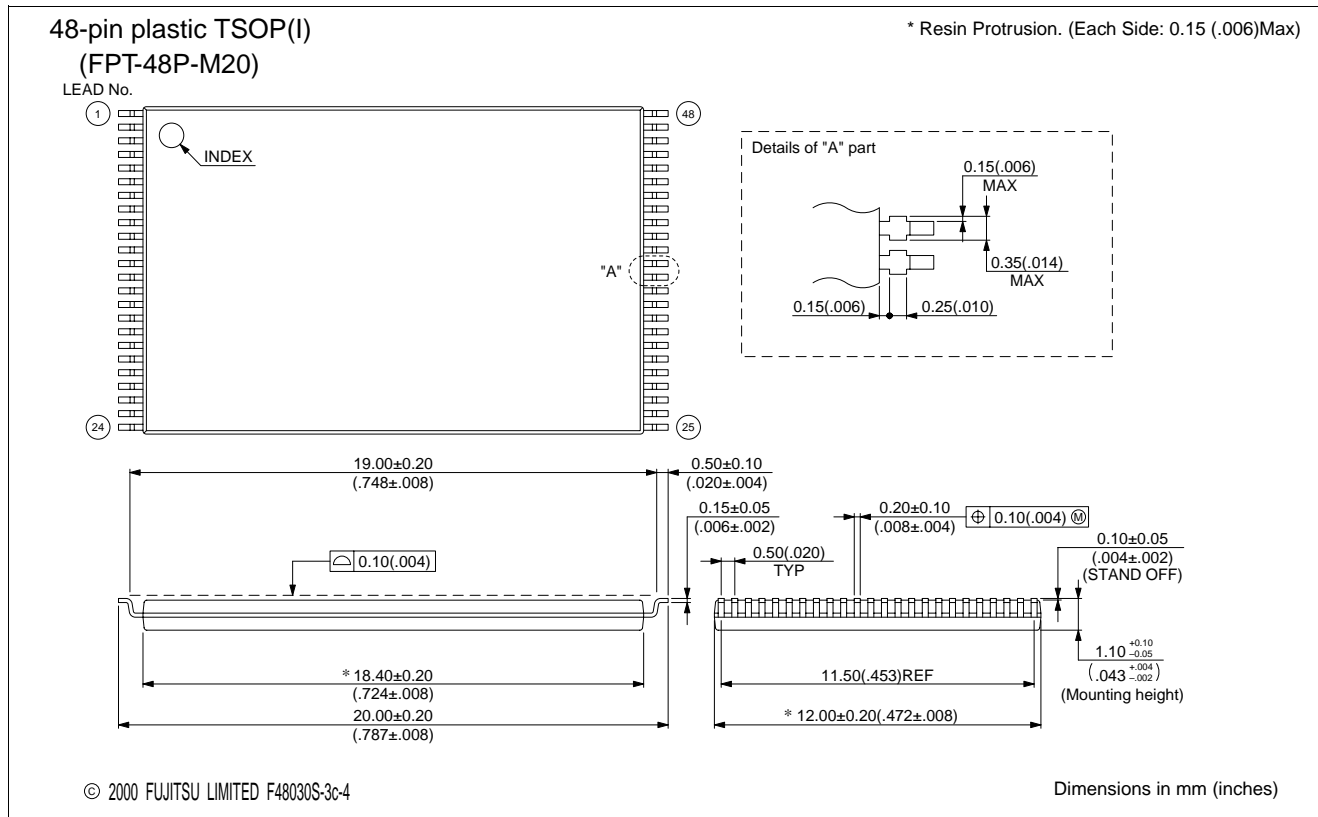 48-pin plastic TSOP(I)
(FPT-48P-M20)
* Resin Protrusion. (Each Side: 0.15 (.006)Max)
LEAD No.
1
48
INDEX
"A"
24
25
Details of "A" part
0.15(.006)
MAX
0.35(.014)
MAX
0.15(.006)
0.25(.010)
19.00±0.20
(.748±.008)
0.50±0.10
(.020±.004)
0.15±0.05
(.006±.002)
0.20±0.10
(.008±.004)
⌖ 0.10(.004) Ⓜ
0.50(.020)
TYP
0.10±0.05
(.004±.002)
(STAND OFF)
⌓ 0.10(.004)
1.10 +0.10 −0.05
(.043 +.004 −.002)
(Mounting height)
* 18.40±0.20
(.724±.008)
20.00±0.20
(.787±.008)
11.50(.453)REF
* 12.00±0.20(.472±.008)
© 2000 FUJITSU LIMITED F48030S-3c-4
Dimensions in mm (inches)